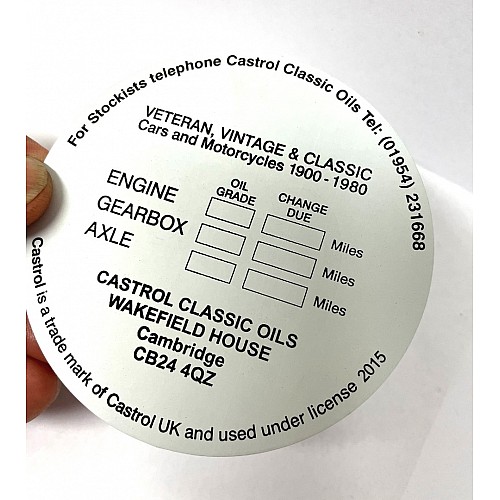 For Stockists telephone Castrol Classic Oils Tel: (01954) 231668
VETERAN, VINTAGE & CLASSIC
Cars and Motorcycles 1900 - 1980
OIL GRADE
CHANGE DUE
ENGINE Miles
GEARBOX Miles
AXLE Miles
CASTROL CLASSIC OILS
WAKEFIELD HOUSE
Cambridge
CB24 4QZ
Castrol is a trade mark of Castrol UK and used under license 2015